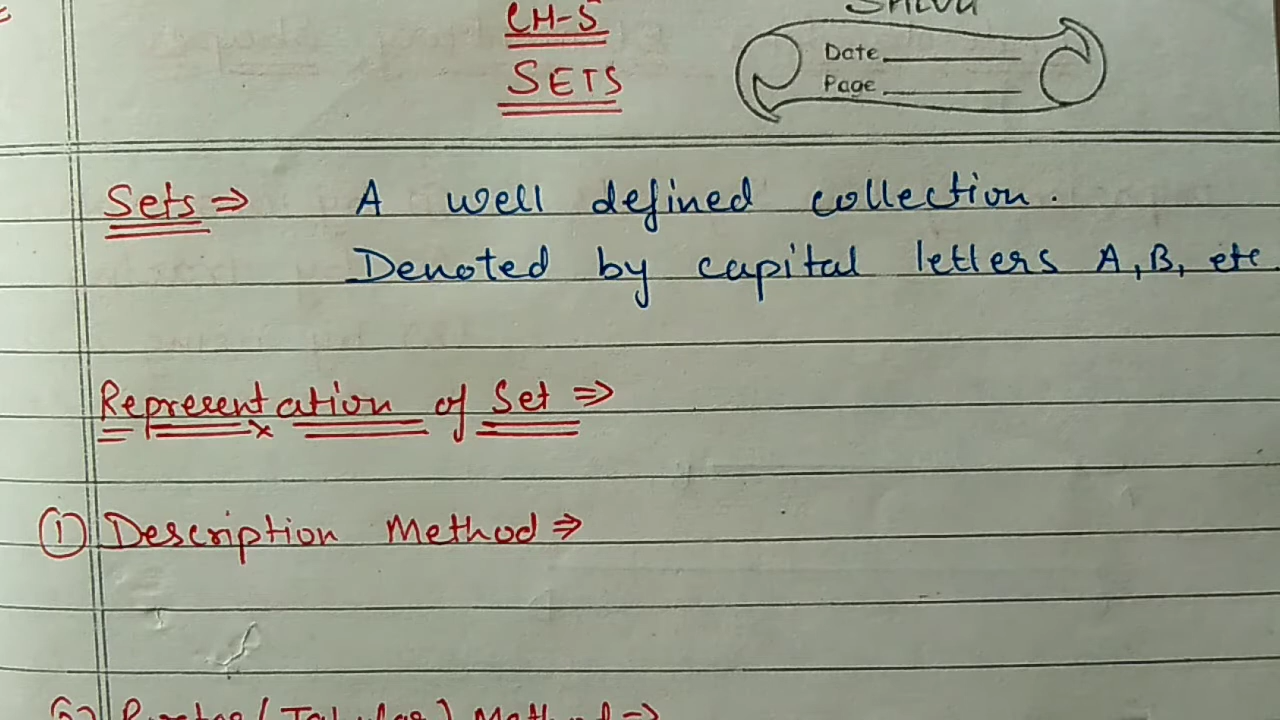 CH-5
SETS
Date
Page
Sets ⇒ A well defined collection.
Denoted by capital letters A, B, etc.
Representation of Set ⇒
① Description Method ⇒
Method ⇒